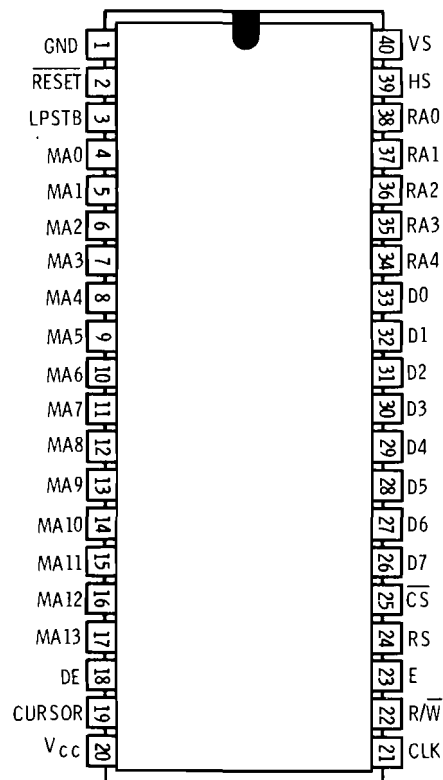 GND 1 40 VS
R̅E̅S̅E̅T̅ 2 39 HS
LPSTB 3 38 RA0
MA0 4 37 RA1
MA1 5 36 RA2
MA2 6 35 RA3
MA3 7 34 RA4
MA4 8 33 D0
MA5 9 32 D1
MA6 10 31 D2
MA7 11 30 D3
MA8 12 29 D4
MA9 13 28 D5
MA10 14 27 D6
MA11 15 26 D7
MA12 16 25 C̅S̅
MA13 17 24 RS
DE 18 23 E
CURSOR 19 22 R/W̅
VCC 20 21 CLK